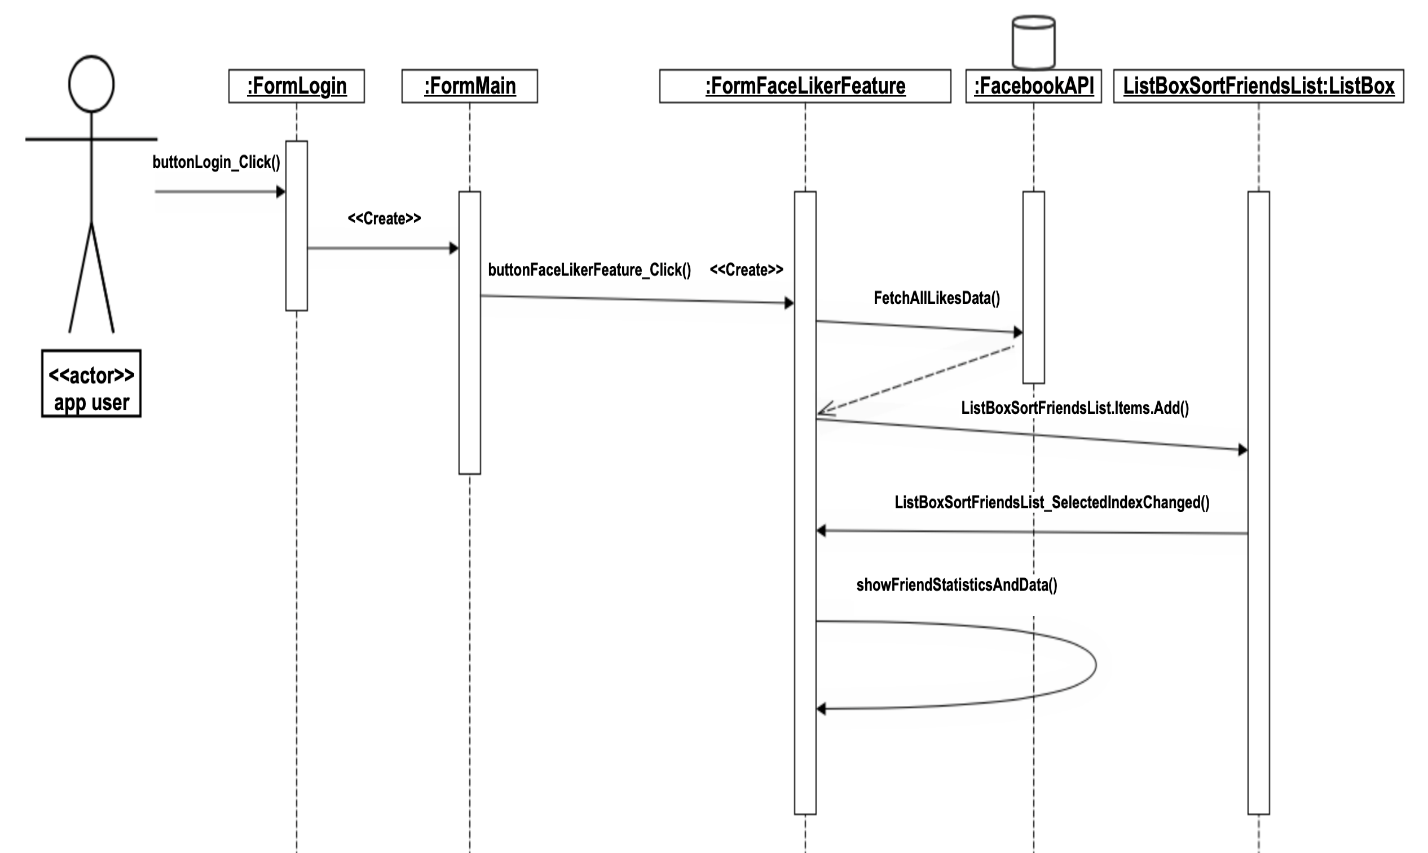 :FormLogin
:FormMain
:FormFaceLikerFeature
:FacebookAPI
ListBoxSortFriendsList:ListBox
buttonLogin_Click()
<<Create>>
buttonFaceLikerFeature_Click()
<<Create>>
FetchAllLikesData()
<<actor>>
app user
ListBoxSortFriendsList.Items.Add()
ListBoxSortFriendsList_SelectedIndexChanged()
showFriendStatisticsAndData()